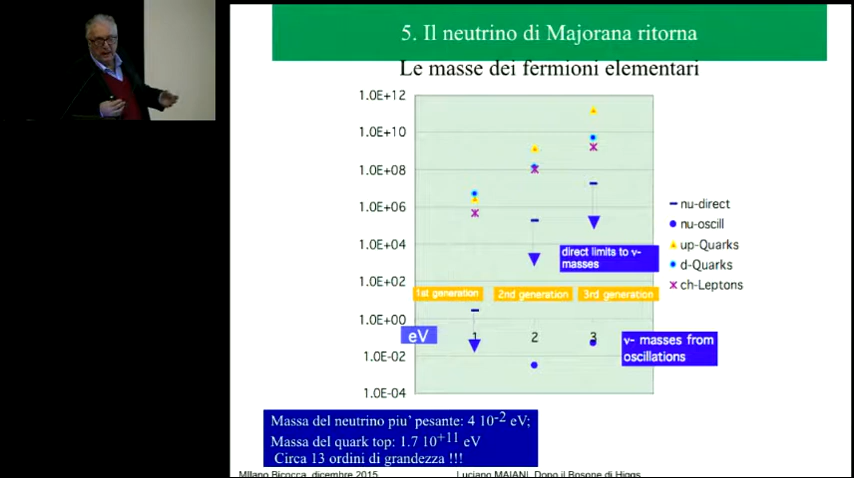 5. Il neutrino di Majorana ritorna
Le masse dei fermioni elementari
1.0E+12
1.0E+10
1.0E+08
1.0E+06
1.0E+04
1.0E+02
1.0E+00
1.0E-02
1.0E-04
nu-direct
nu-oscill
up-Quarks
d-Quarks
ch-Leptons
direct limits to ν-
masses
1st generation 2nd generation 3rd generation
eV
1 2 3
ν- masses from
oscillations
Massa del neutrino piu' pesante: 4 10-2 eV;
Massa del quark top: 1.7 10+11 eV
Circa 13 ordini di grandezza !!!
MIlano Bicocca, dicembre 2015 Luciano MAIANI. Dopo il Bosone di Higgs